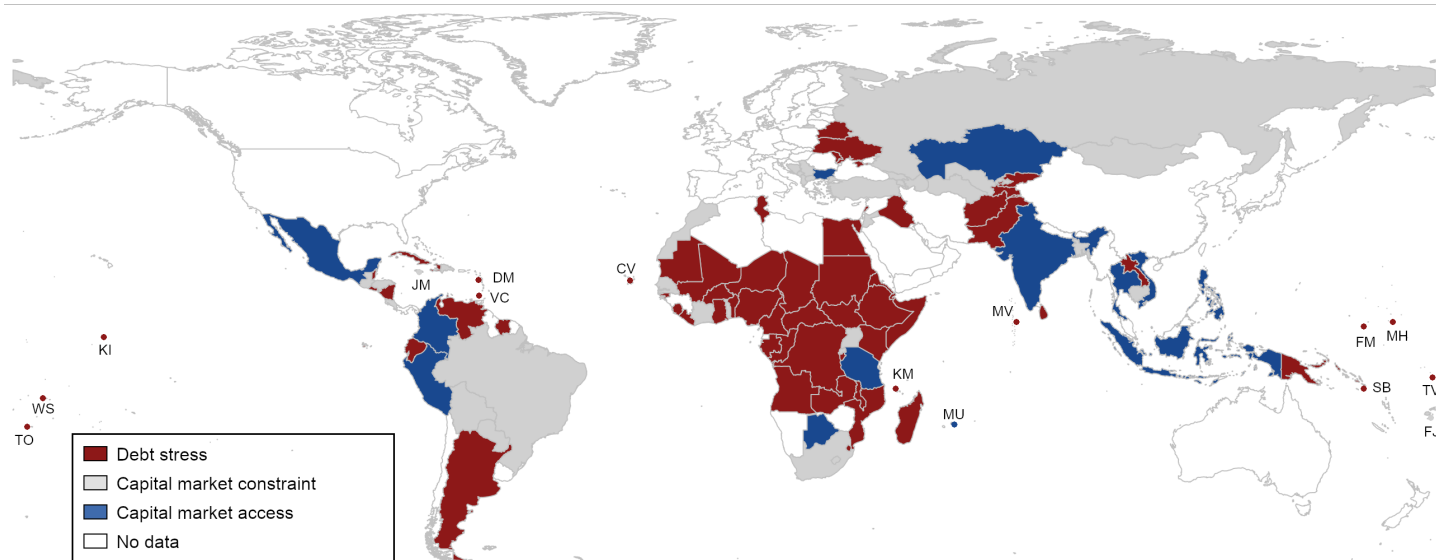 DM
JM
VC
CV
MV
KI
FM
MH
KM
SB
TV
WS
MU
TO
FJ
Debt stress
Capital market constraint
Capital market access
No data